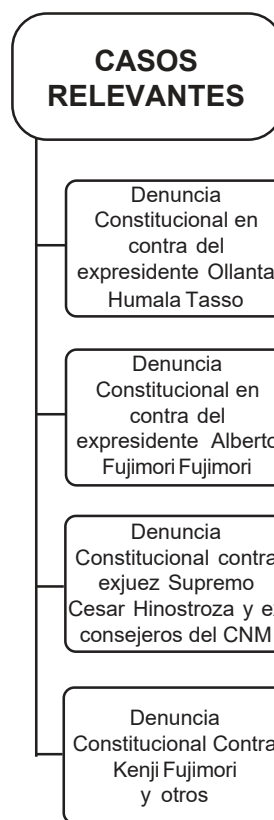 CASOS
RELEVANTES
Denuncia
Constitucional en
contra del
expresidente Ollanta
Humala Tasso
Denuncia
Constitucional en
contra del
expresidente Alberto
Fujimori Fujimori
Denuncia
Constitucional contra
exjuez Supremo
Cesar Hinostroza y ex
consejeros del CNM
Denuncia
Constitucional Contra
Kenji Fujimori
y otros